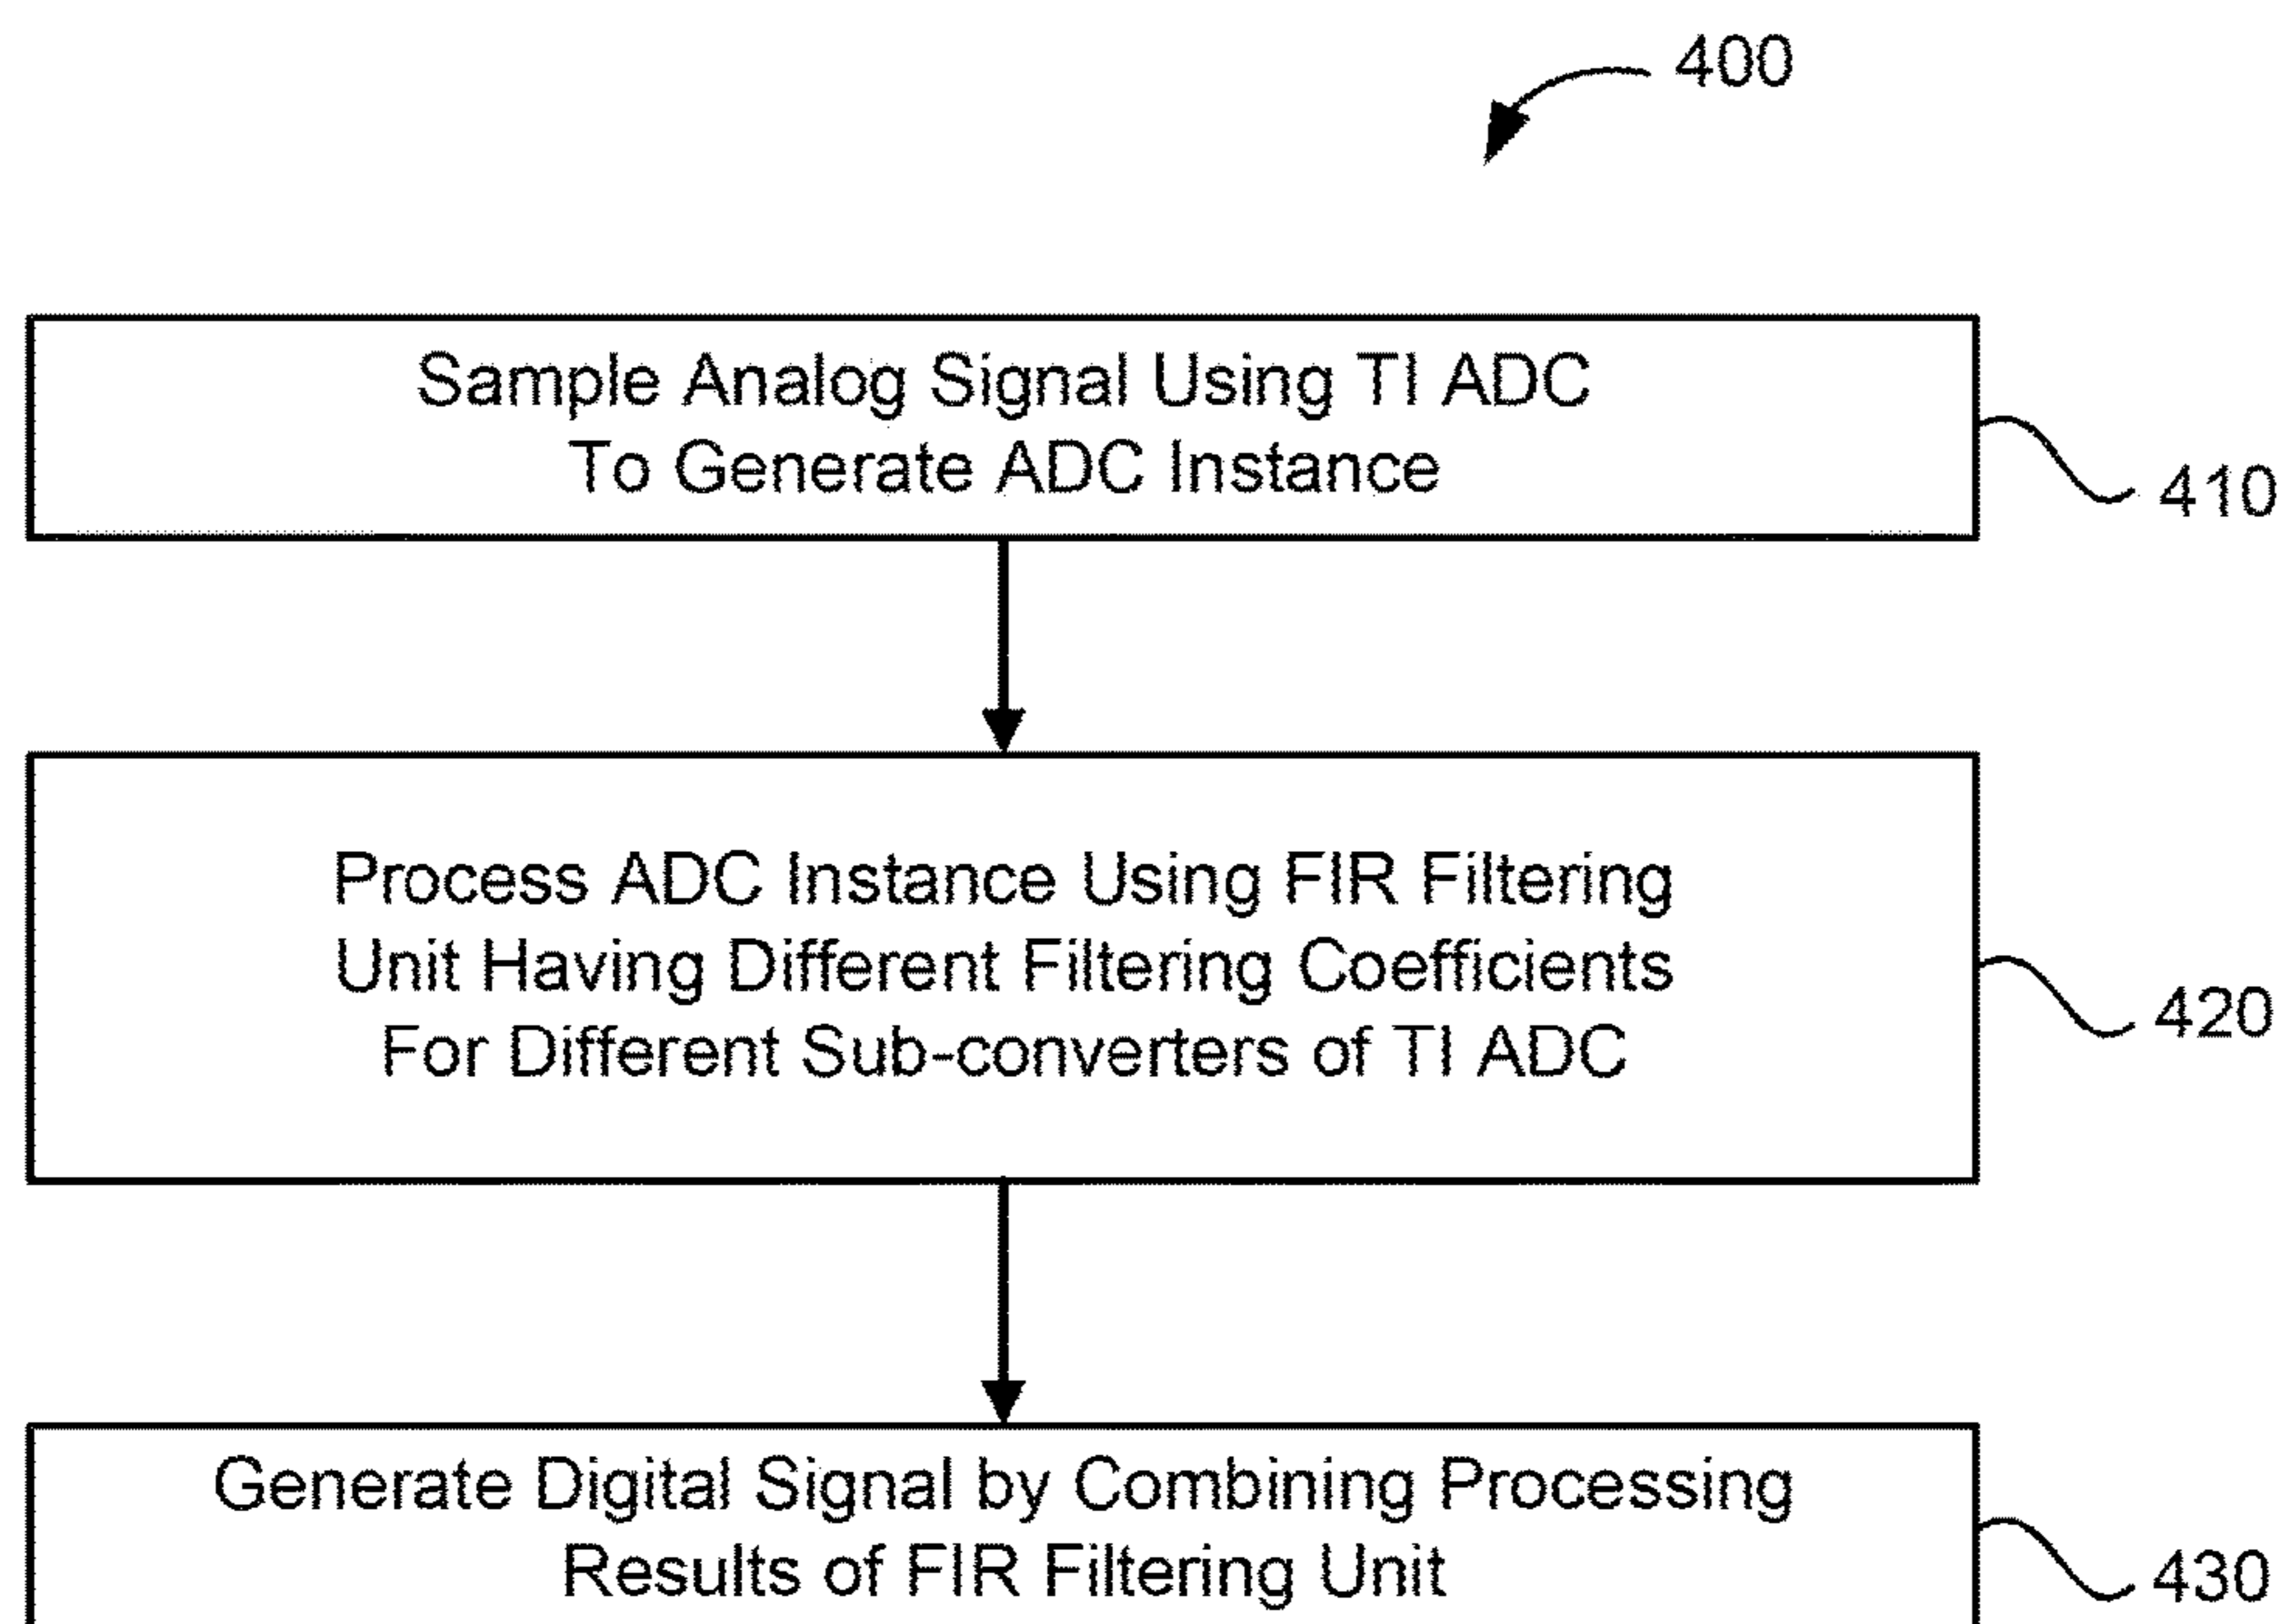 400
Sample Analog Signal Using TI ADC
To Generate ADC Instance
410
Process ADC Instance Using FIR Filtering
Unit Having Different Filtering Coefficients
For Different Sub-converters of TI ADC
420
Generate Digital Signal by Combining Processing
Results of FIR Filtering Unit
430